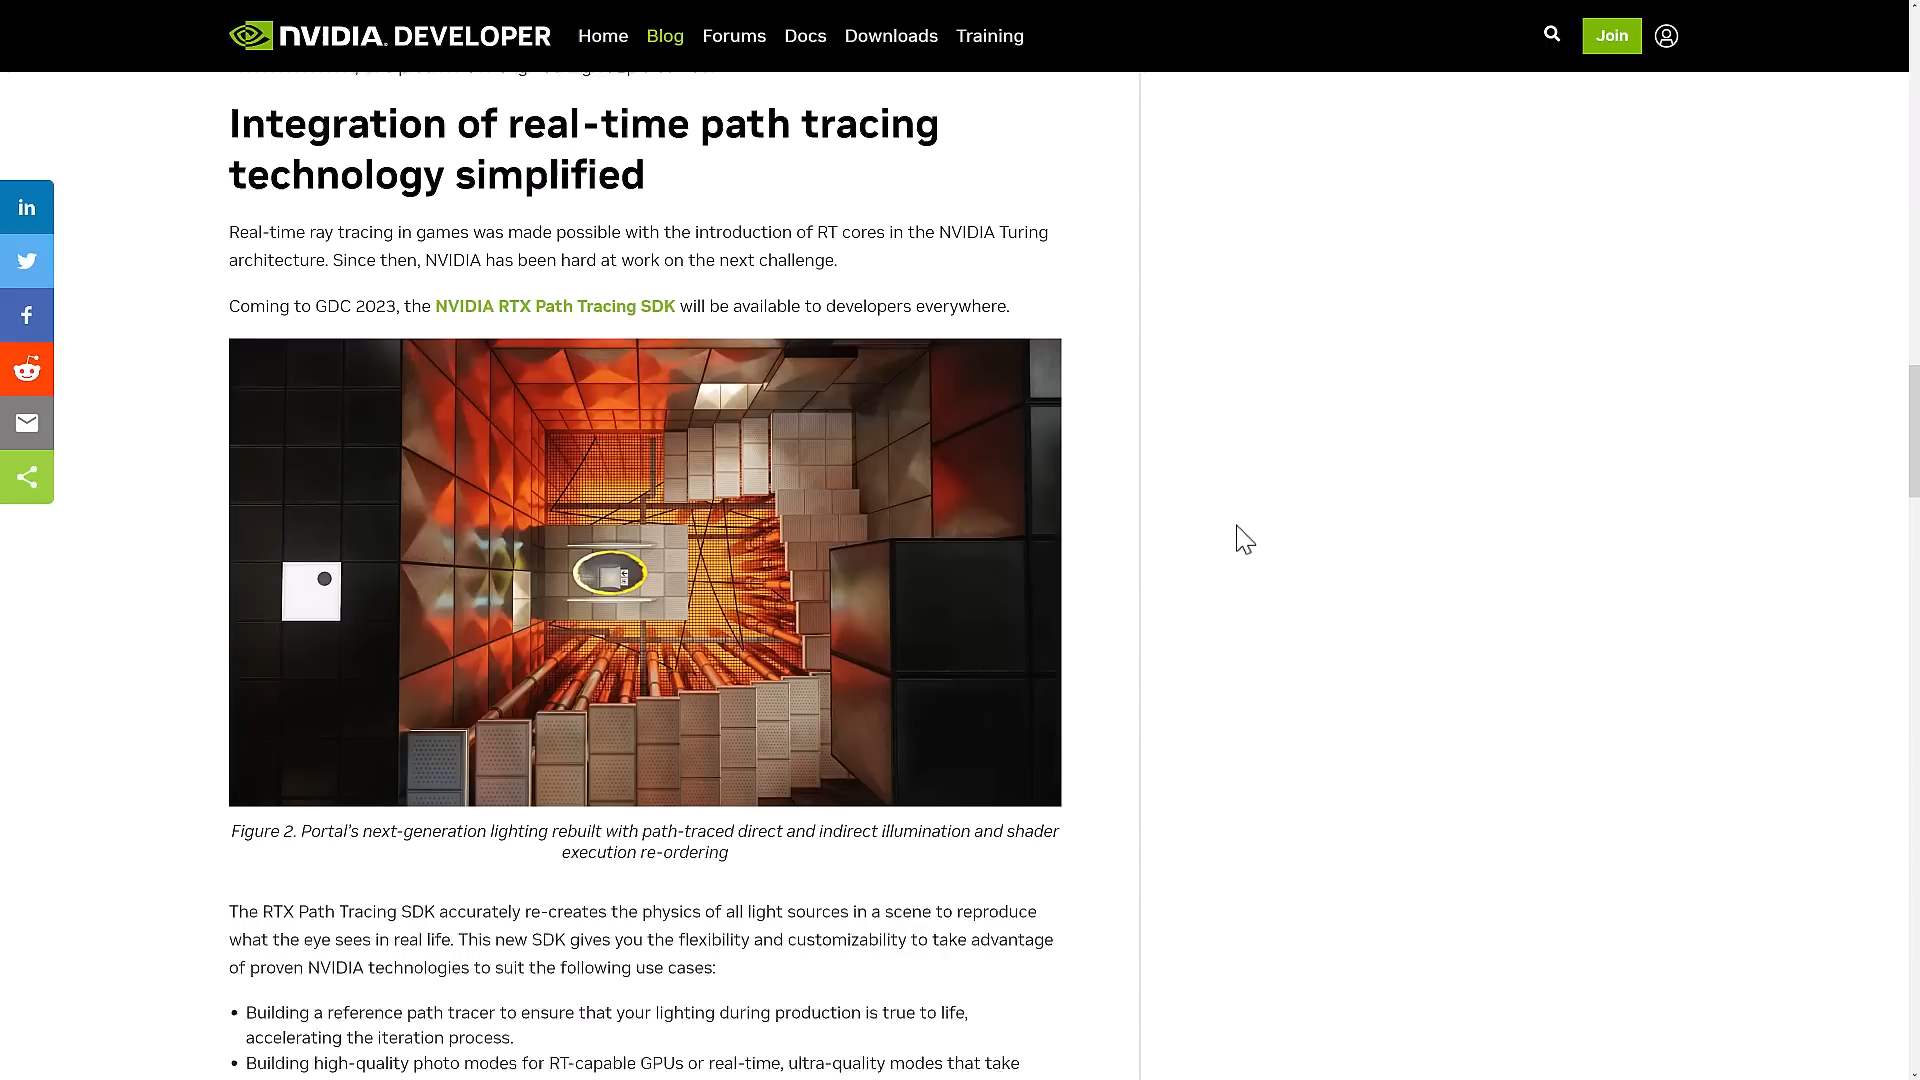 NVIDIA. DEVELOPER Home Blog Forums Docs Downloads Training Join
Integration of real-time path tracing
technology simplified
Real-time ray tracing in games was made possible with the introduction of RT cores in the NVIDIA Turing
architecture. Since then, NVIDIA has been hard at work on the next challenge.
Coming to GDC 2023, the NVIDIA RTX Path Tracing SDK will be available to developers everywhere.
in
f
Figure 2. Portal's next-generation lighting rebuilt with path-traced direct and indirect illumination and shader
execution re-ordering
The RTX Path Tracing SDK accurately re-creates the physics of all light sources in a scene to reproduce
what the eye sees in real life. This new SDK gives you the flexibility and customizability to take advantage
of proven NVIDIA technologies to suit the following use cases:
• Building a reference path tracer to ensure that your lighting during production is true to life,
accelerating the iteration process.
• Building high-quality photo modes for RT-capable GPUs or real-time, ultra-quality modes that take